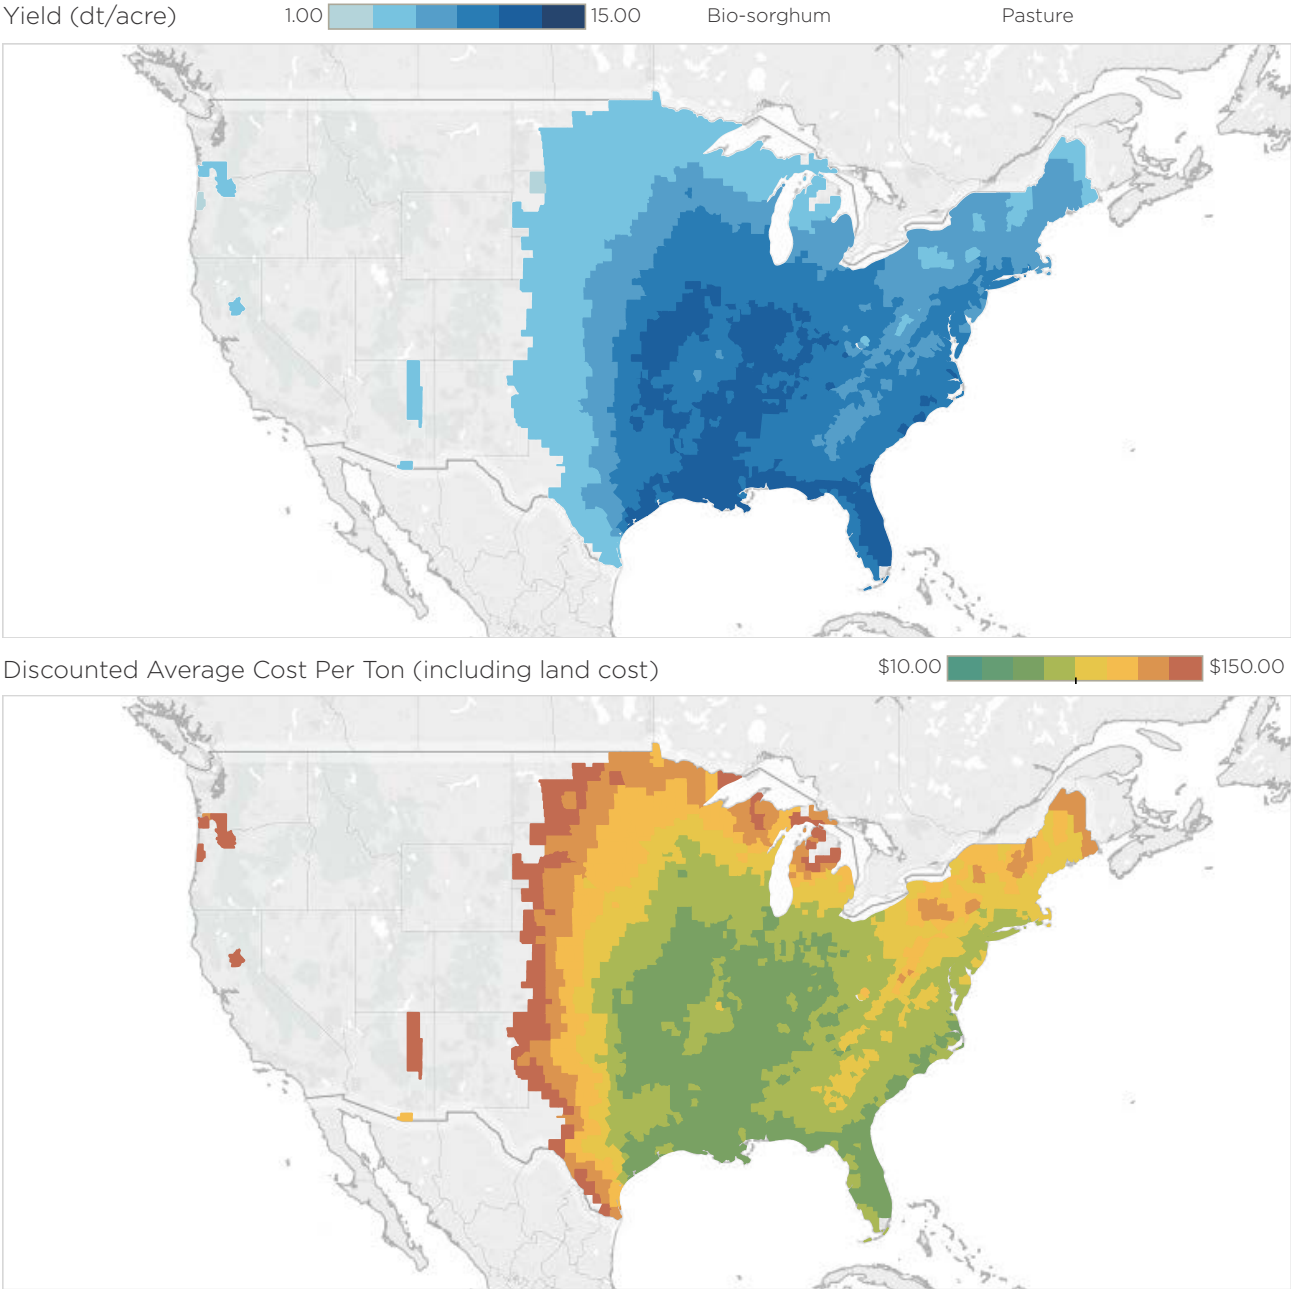 Yield (dt/acre) 1.00 15.00 Bio-sorghum Pasture
Discounted Average Cost Per Ton (including land cost) $10.00 $150.00